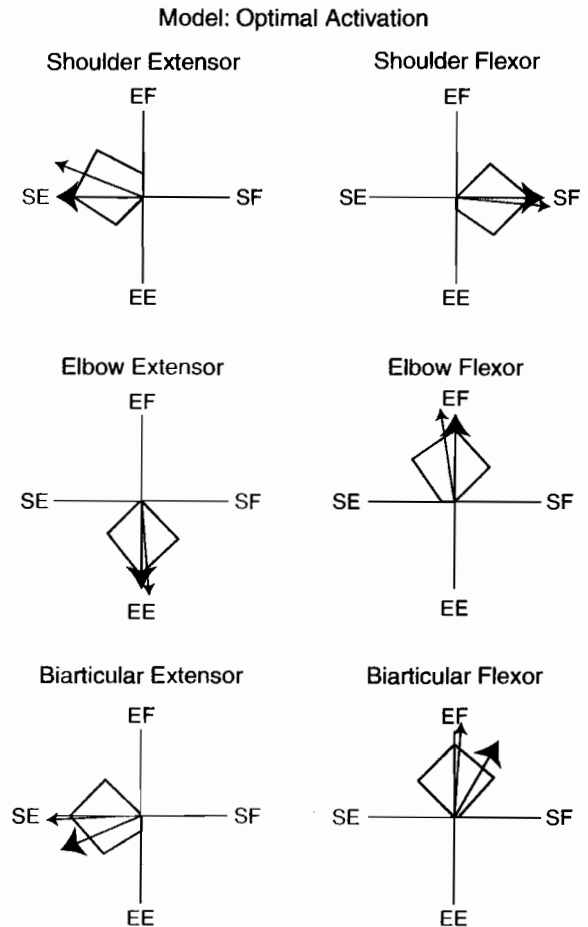 Model: Optimal Activation
Shoulder Extensor
Shoulder Flexor
EF
EF
SE
SF
SE
SF
EE
EE
Elbow Extensor
Elbow Flexor
EF
EF
SE
SF
SE
SF
EE
EE
Biarticular Extensor
Biarticular Flexor
EF
EF
SE
SF
SE
SF
EE
EE